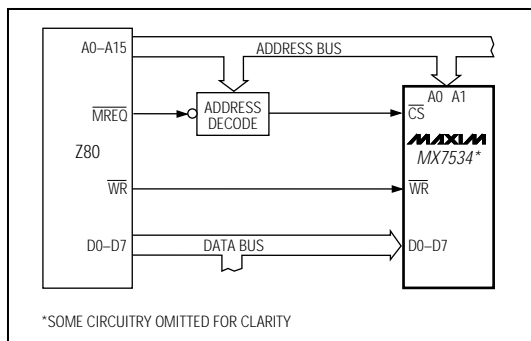 A0–A15
ADDRESS BUS
A0 A1
MREQ
ADDRESS
DECODE
CS
Z80
MAXIM
MX7534*
WR
WR
D0–D7
DATA BUS
D0–D7
*SOME CIRCUITRY OMITTED FOR CLARITY